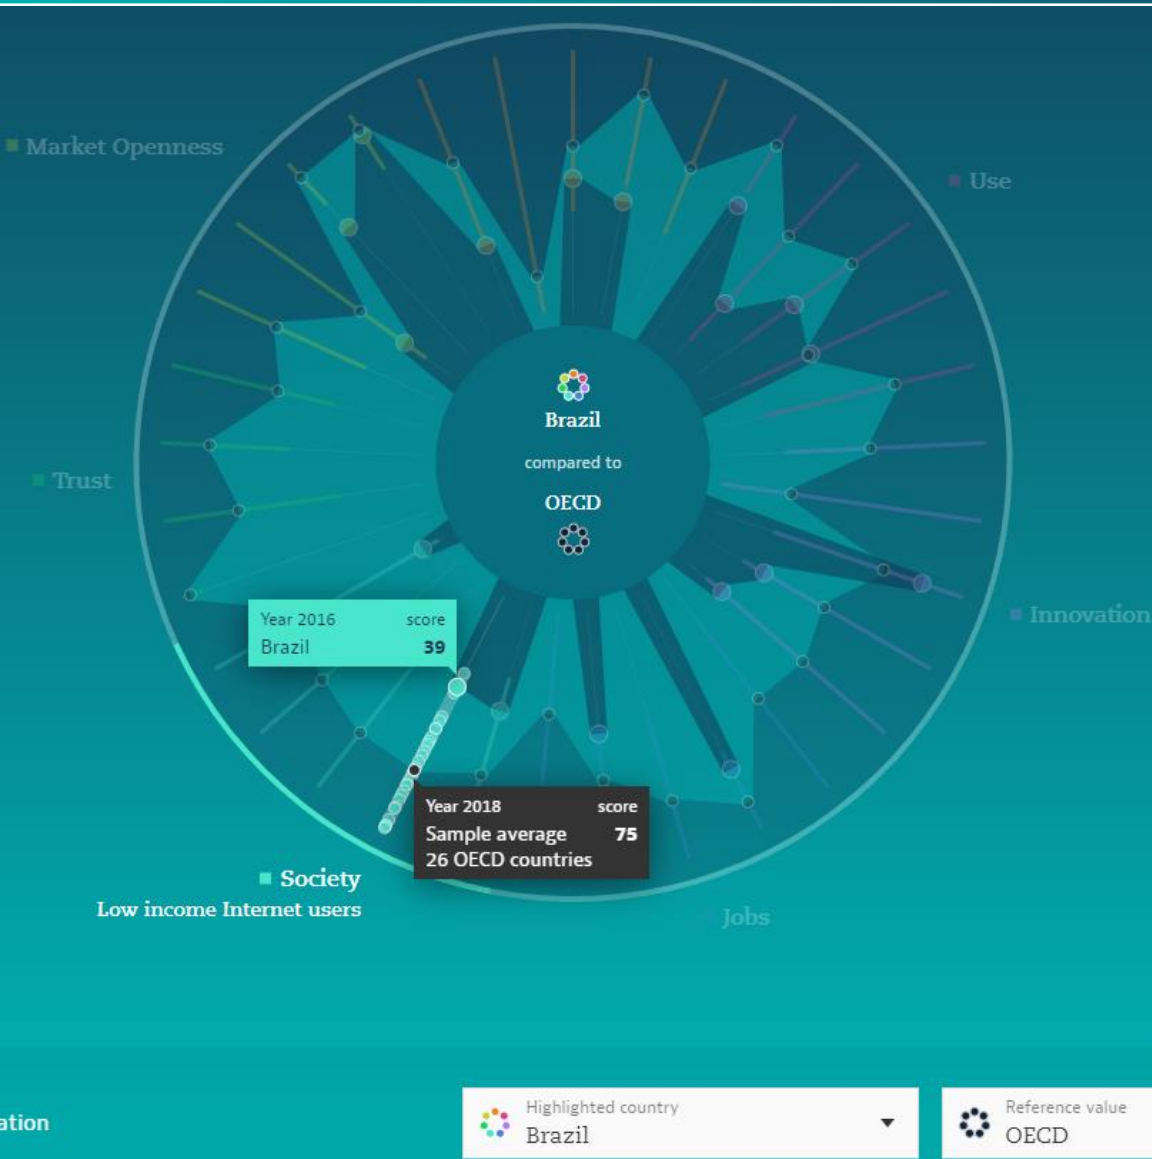 Market Openness
Use
Brazil
compared to
OECD
Trust
Year 2016 score
Brazil 39
Innovation
Year 2018 score
Sample average 75
26 OECD countries
Society
Low income Internet users
Jobs
ation
Highlighted country
Brazil
Reference value
OECD